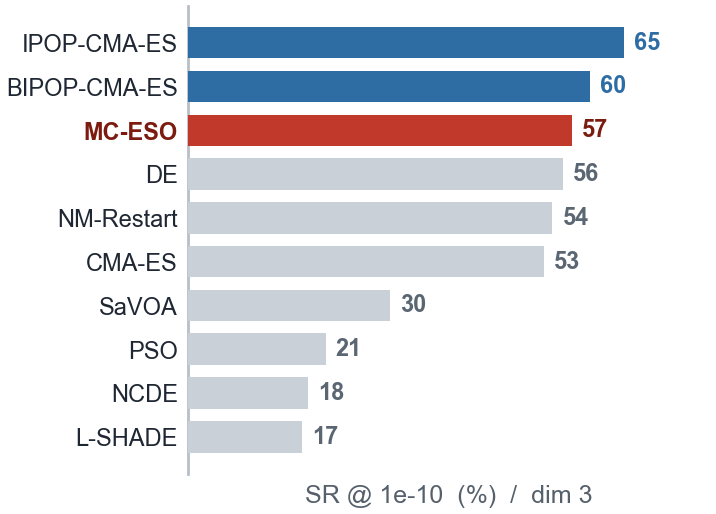 IPOP-CMA-ES 65
BIPOP-CMA-ES 60
MC-ESO 57
DE 56
NM-Restart 54
CMA-ES 53
SaVOA 30
PSO 21
NCDE 18
L-SHADE 17
SR @ 1e-10 (%) / dim 3